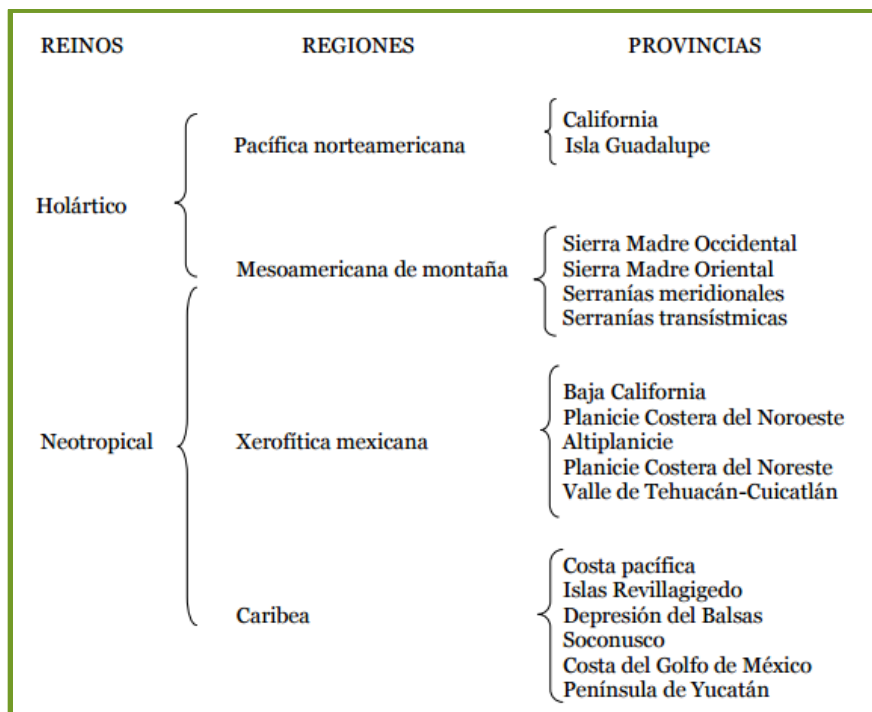 REINOS REGIONES PROVINCIAS
Holártico
Pacífica norteamericana
California
Isla Guadalupe
Mesoamericana de montaña
Sierra Madre Occidental
Sierra Madre Oriental
Serranías meridionales
Serranías transístmicas
Neotropical
Xerofítica mexicana
Baja California
Planicie Costera del Noroeste
Altiplanicie
Planicie Costera del Noreste
Valle de Tehuacán-Cuicatlán
Caribea
Costa pacífica
Islas Revillagigedo
Depresión del Balsas
Soconusco
Costa del Golfo de México
Península de Yucatán